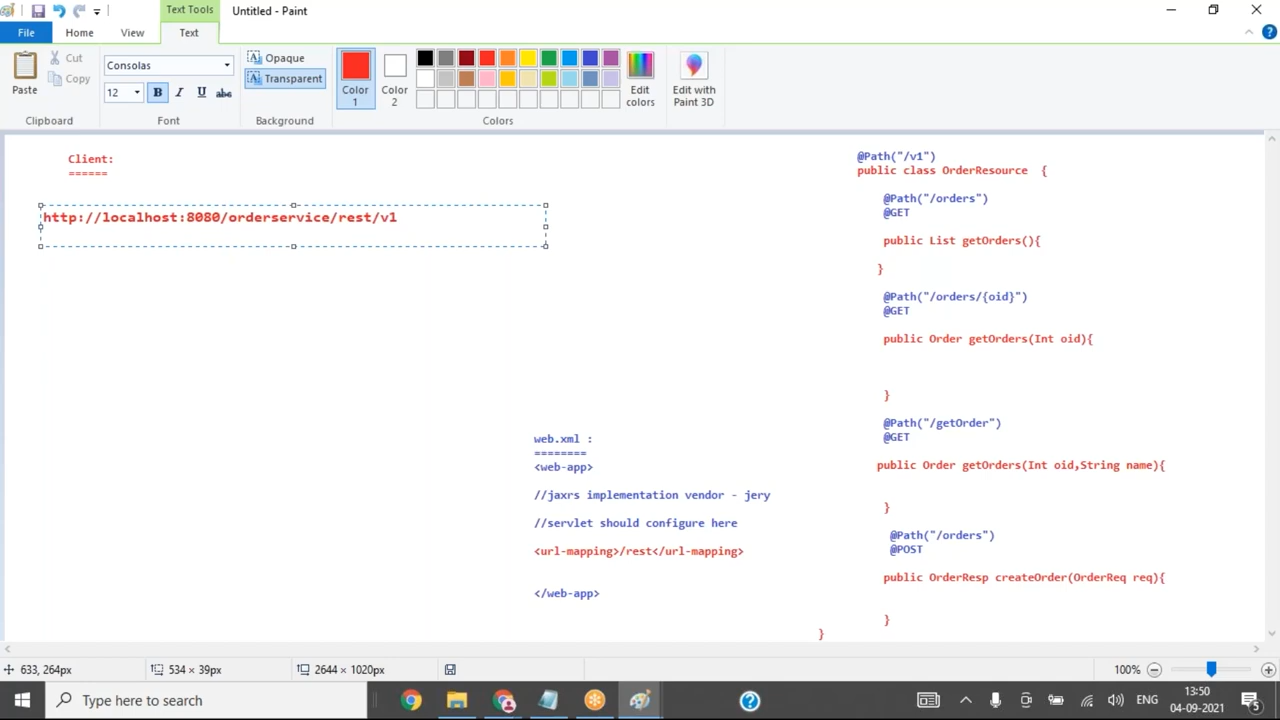 Text Tools
Untitled - Paint
File
Home
View
Text
Paste
Cut
Copy
Clipboard
Consolas
12
B
I
U
abc
Font
Opaque
Transparent
Background
Color 1
Color 2
Edit colors
Colors
Edit with Paint 3D
Client:
======
http://localhost:8080/orderservice/rest/v1
web.xml :
========
<web-app>
//jaxrs implementation vendor - jery
//servlet should configure here
<url-mapping>/rest</url-mapping>
</web-app>
@Path("/v1")
public class OrderResource  {
@Path("/orders")
@GET
public List getOrders(){
}
@Path("/orders/{oid}")
@GET
public Order getOrders(Int oid){
}
@Path("/getOrder")
@GET
public Order getOrders(Int oid,String name){
}
@Path("/orders")
@POST
public OrderResp createOrder(OrderReq req){
}
}
633, 264px
534 × 39px
2644 × 1020px
100%
Type here to search
ENG
13:50
04-09-2021
5